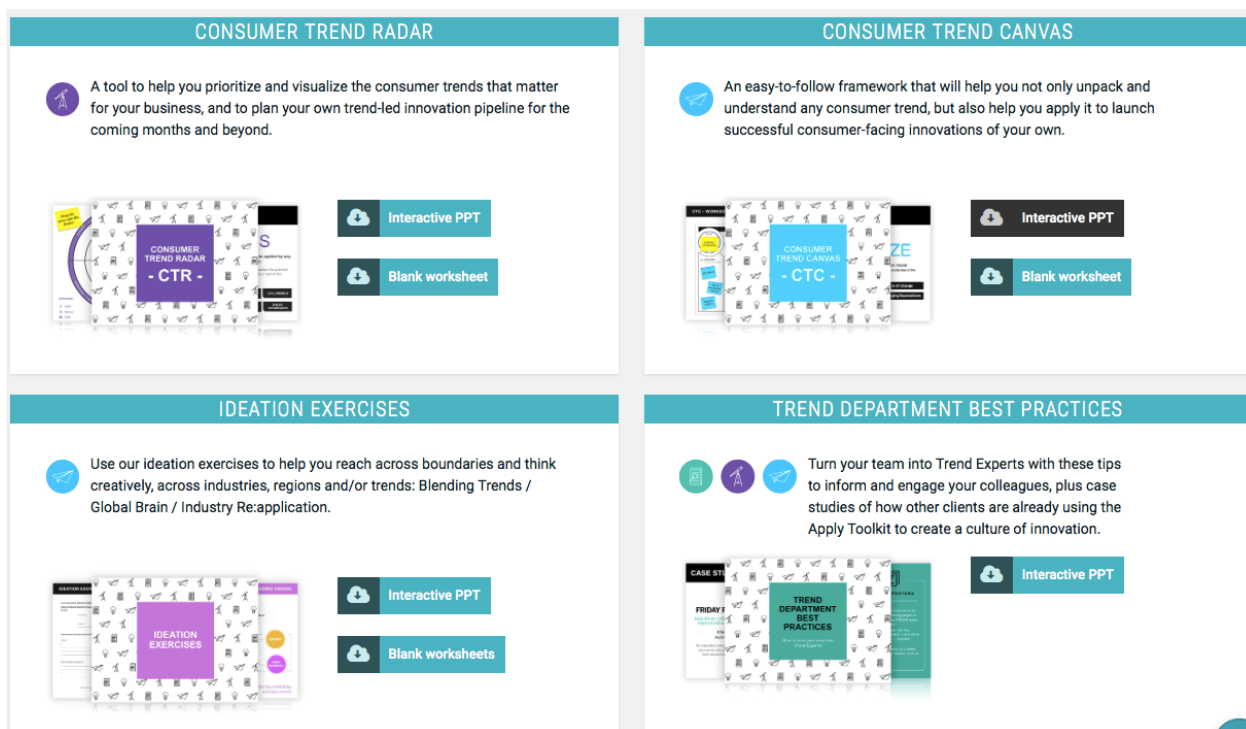 CONSUMER TREND RADAR
A tool to help you prioritize and visualize the consumer trends that matter
for your business, and to plan your own trend-led innovation pipeline for the
coming months and beyond.
CONSUMER
TREND RADAR
- CTR -
S
Interactive PPT
Blank worksheet
CONSUMER TREND CANVAS
An easy-to-follow framework that will help you not only unpack and
understand any consumer trend, but also help you apply it to launch
successful consumer-facing innovations of your own.
CONSUMER
TREND CANVAS
- CTC -
ZE
Interactive PPT
Blank worksheet
IDEATION EXERCISES
Use our ideation exercises to help you reach across boundaries and think
creatively, across industries, regions and/or trends: Blending Trends /
Global Brain / Industry Re:application.
IDEATION
EXERCISES
Interactive PPT
Blank worksheets
TREND DEPARTMENT BEST PRACTICES
Turn your team into Trend Experts with these tips
to inform and engage your colleagues, plus case
studies of how other clients are already using the
Apply Toolkit to create a culture of innovation.
CASE STU
FRIDAY
TREND
DEPARTMENT
BEST
PRACTICES
Interactive PPT